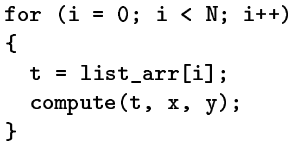 for (i = 0; i < N; i++)
{
  t = list_arr[i];
  compute(t, x, y);
}